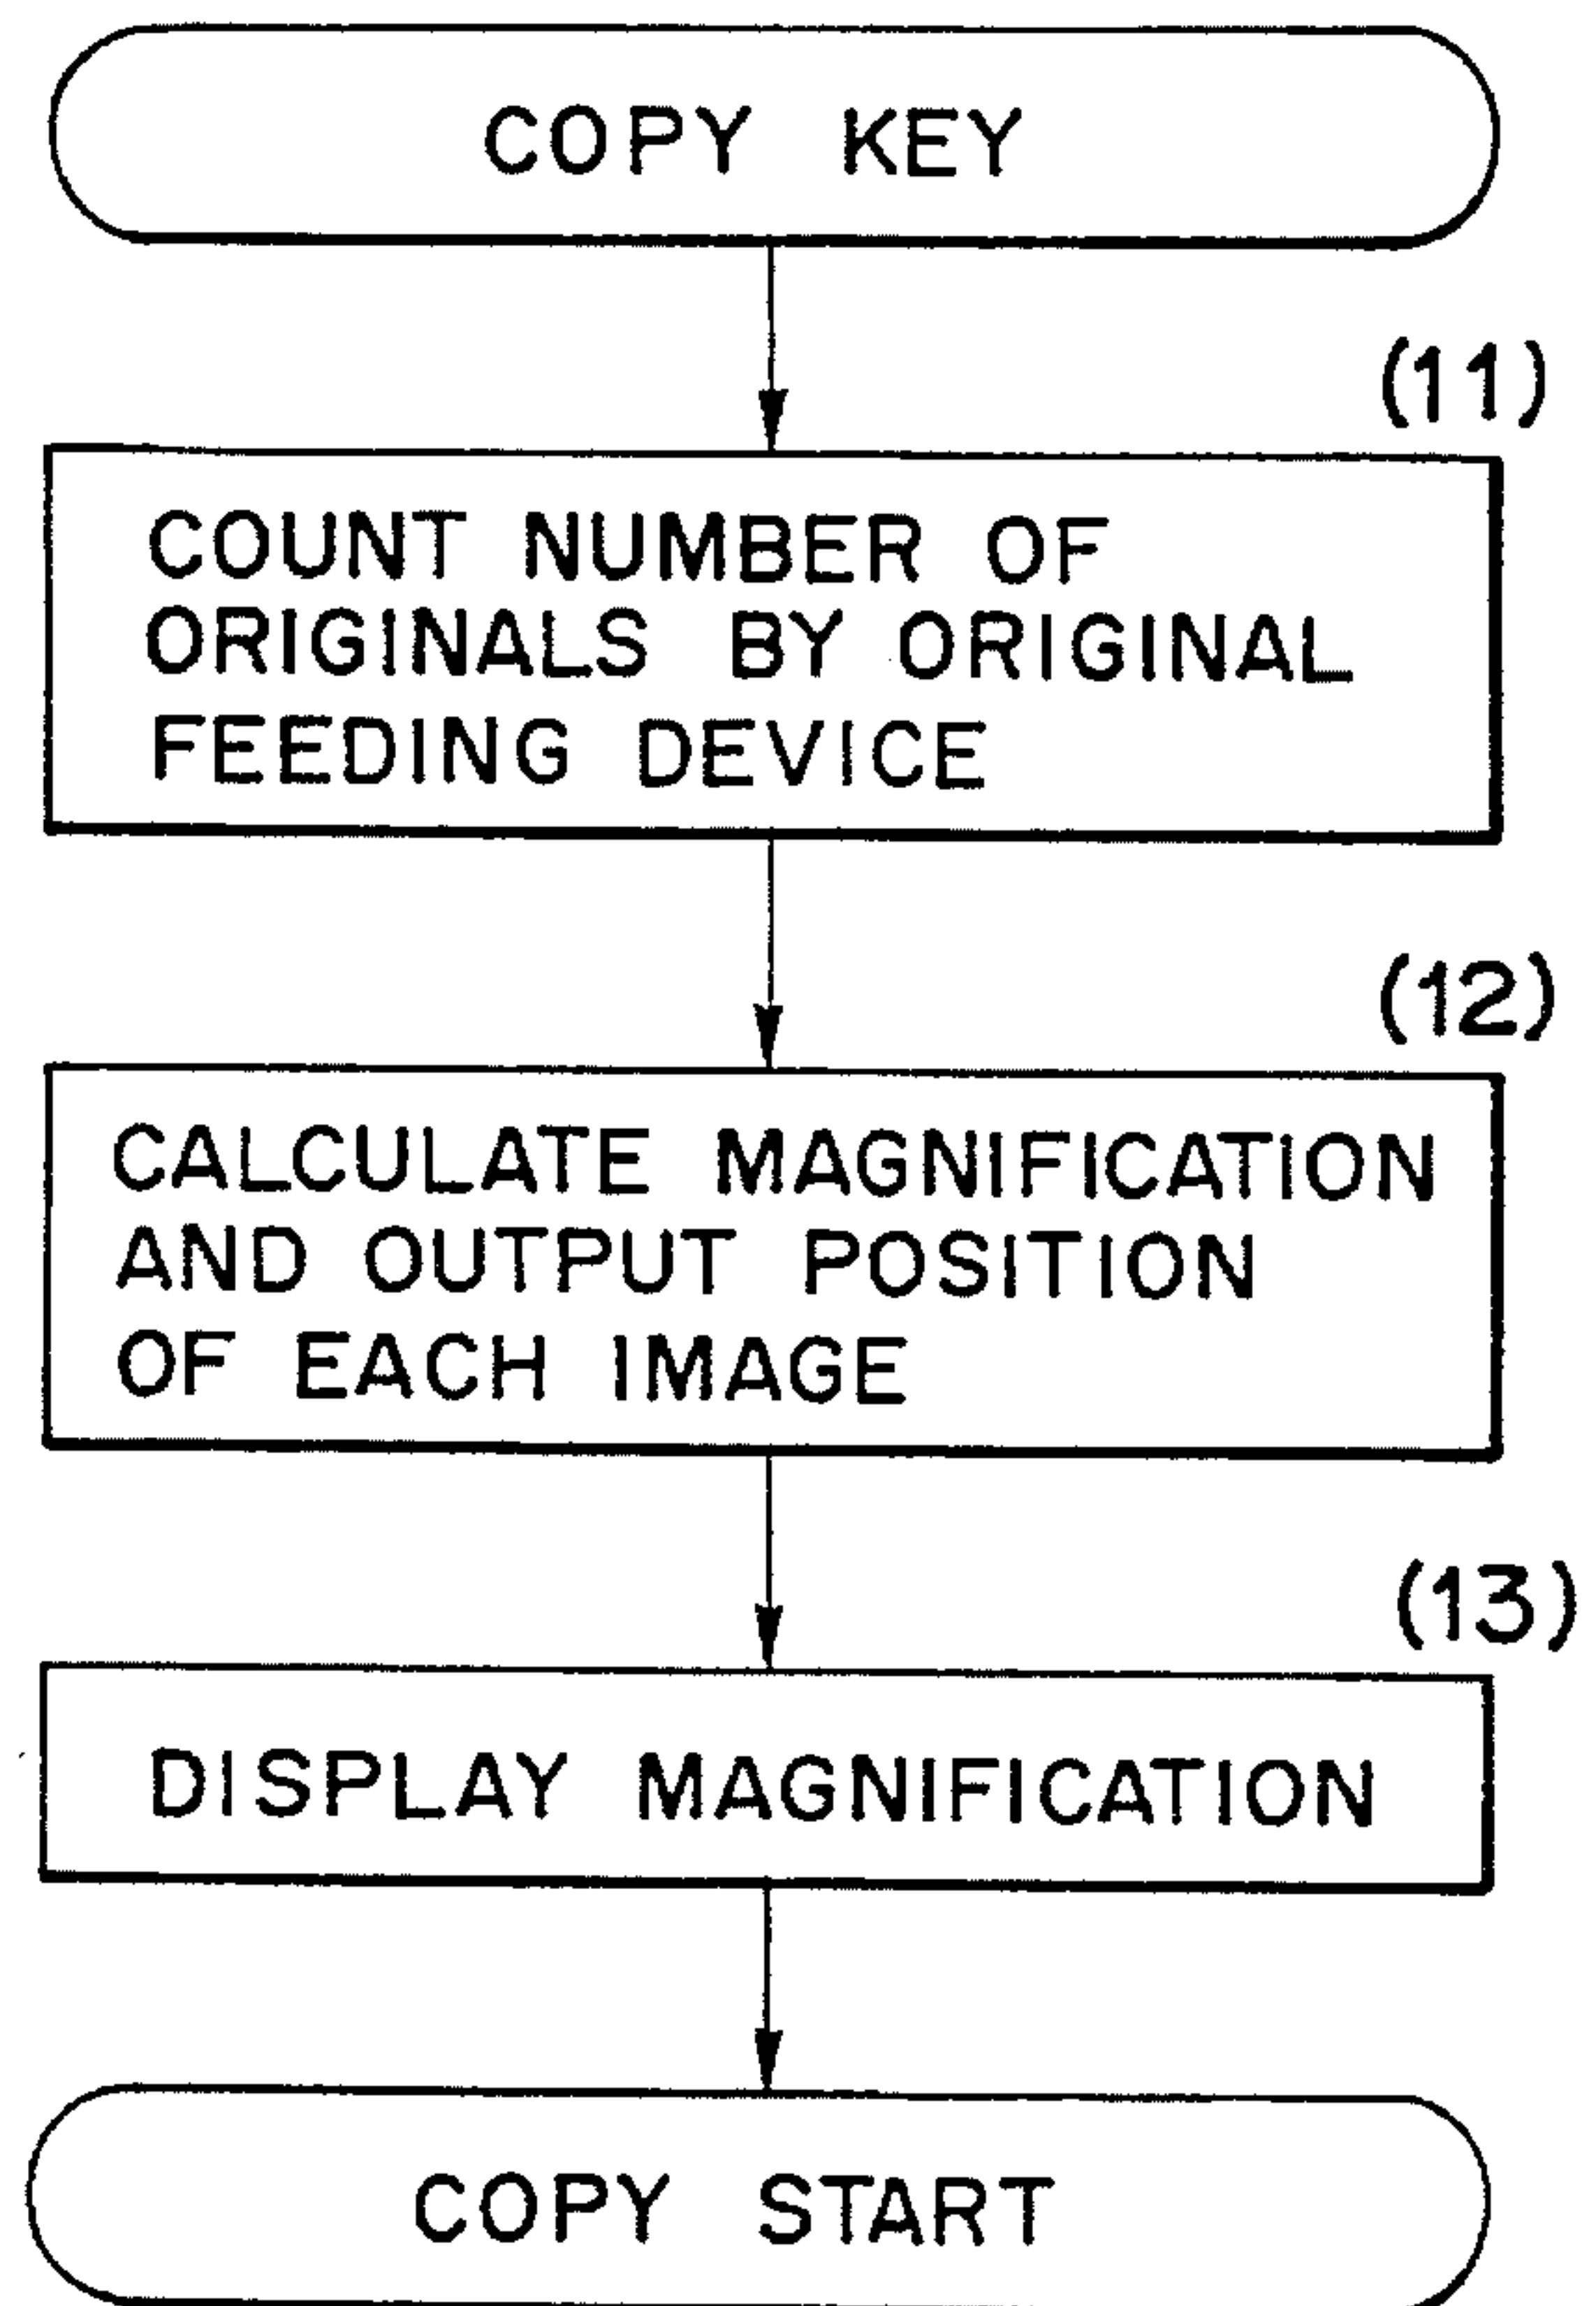 COPY KEY
(11)
COUNT NUMBER OF
ORIGINALS BY ORIGINAL
FEEDING DEVICE
(12)
CALCULATE MAGNIFICATION
AND OUTPUT POSITION
OF EACH IMAGE
(13)
DISPLAY MAGNIFICATION
COPY START